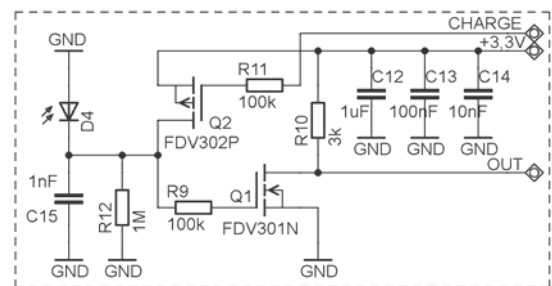 CHARGE
GND
+3,3V
R11
C12
C13
C14
100k
D4
Q2
R10
3k
1uF
100nF
10nF
FDV302P
GND
GND
GND
1nF
OUT
R9
Q1
C15
R12
1M
100k
FDV301N
GND
GND
GND